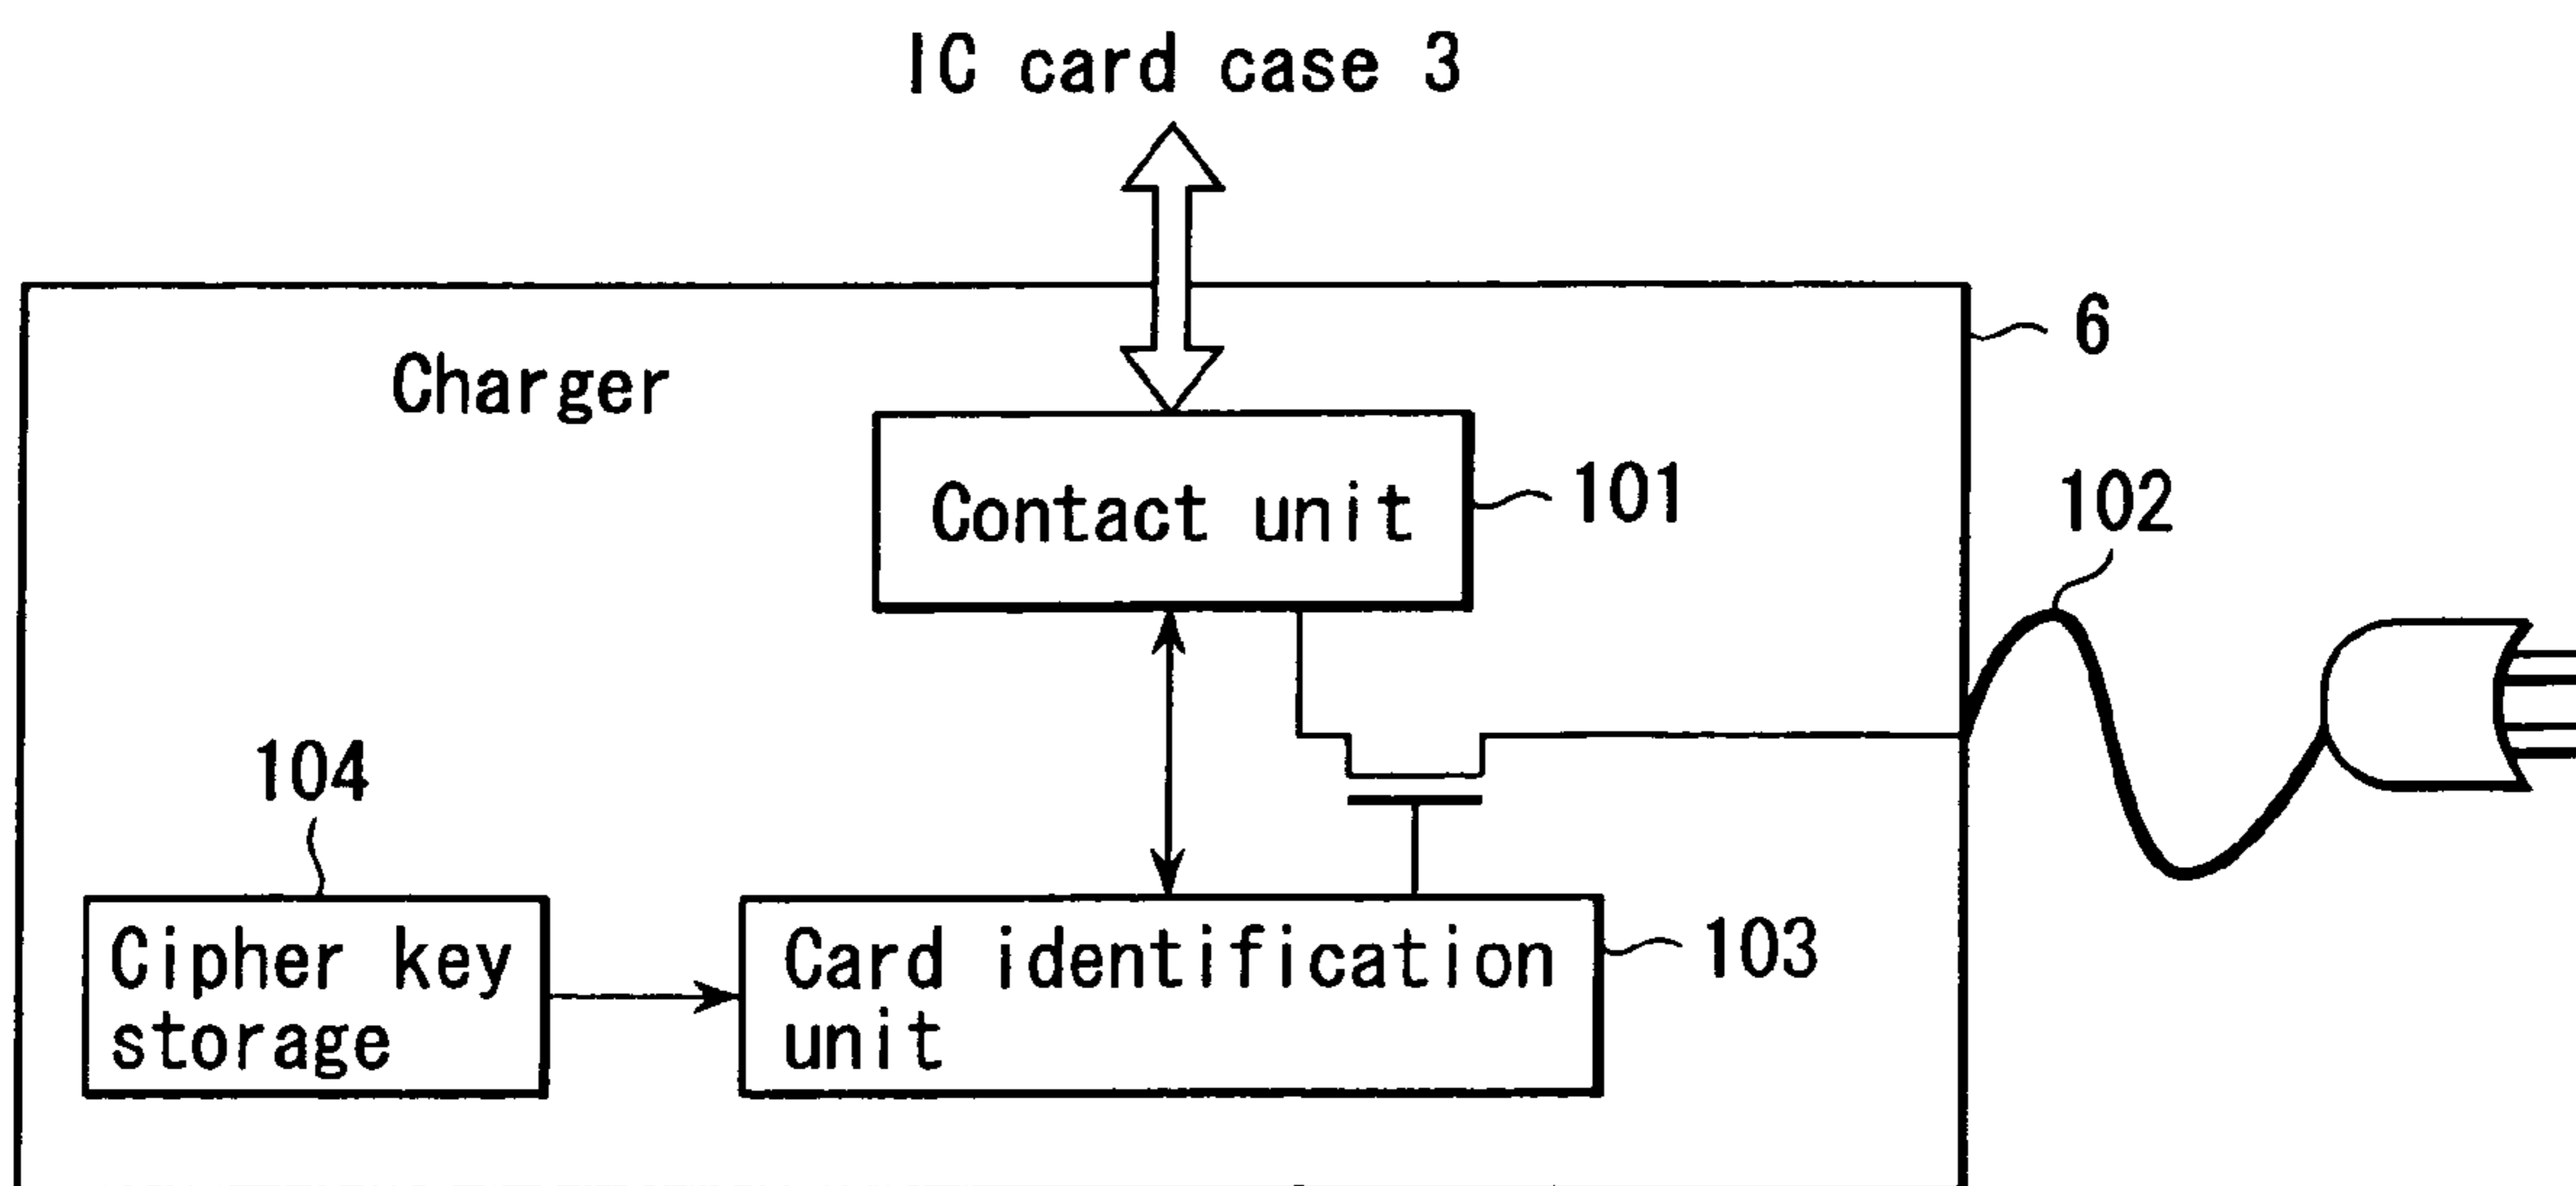 IC card case 3
Charger
6
Contact unit
101
102
104
Cipher key
storage
Card identification
unit
103